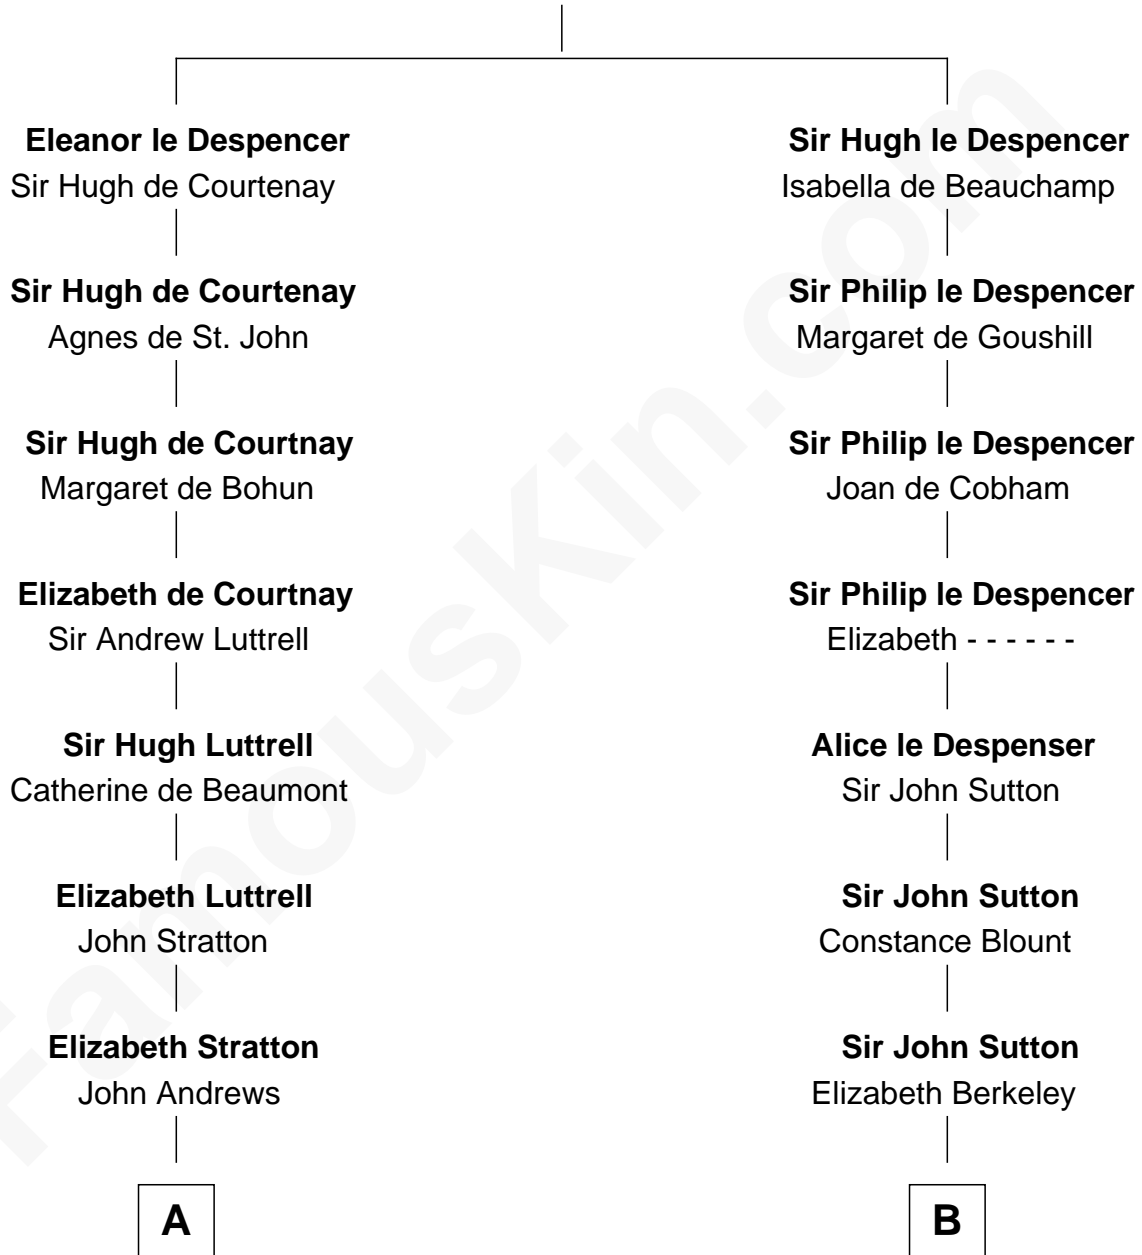 Eleanor le Despencer
Sir Hugh de Courtenay
Sir Hugh de Courtenay
Agnes de St. John
Sir Hugh de Courtnay
Margaret de Bohun
Elizabeth de Courtnay
Sir Andrew Luttrell
Sir Hugh Luttrell
Catherine de Beaumont
Elizabeth Luttrell
John Stratton
Elizabeth Stratton
John Andrews
A
Sir Hugh le Despencer
Isabella de Beauchamp
Sir Philip le Despencer
Margaret de Goushill
Sir Philip le Despencer
Joan de Cobham
Sir Philip le Despencer
Elizabeth - - - - - -
Alice le Despenser
Sir John Sutton
Sir John Sutton
Constance Blount
Sir John Sutton
Elizabeth Berkeley
B
FamousKin.com